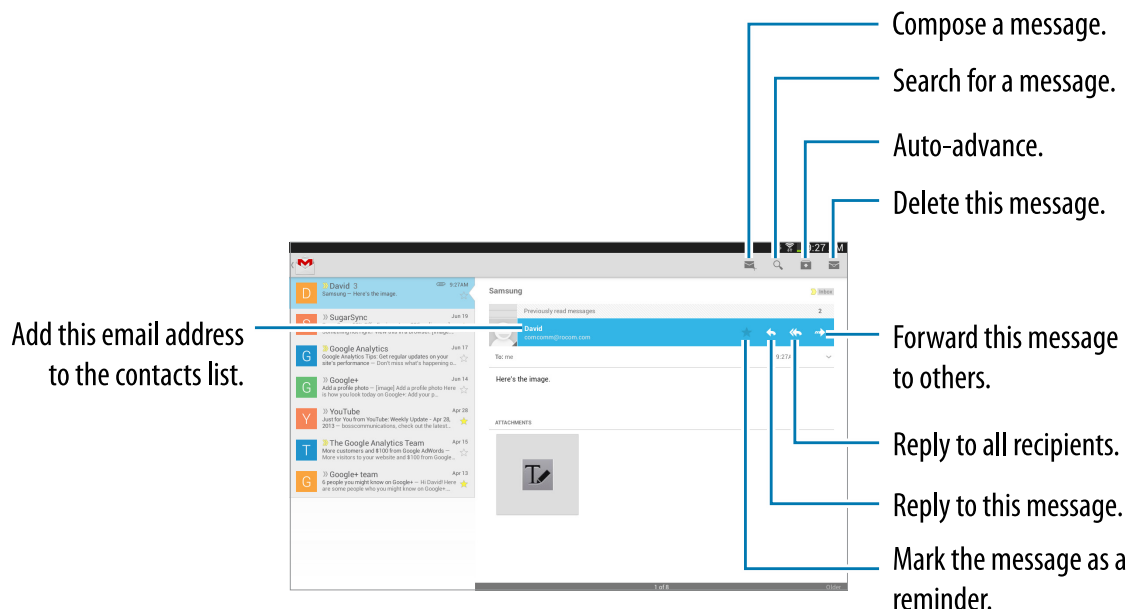 Compose a message.
Search for a message.
Auto-advance.
Delete this message.
Add this email address
to the contacts list.
David 3 9:27AM
Samsung – Here's the image.
SugarSync Jun 19
Google Analytics Jun 17
Google Analytics Tips: Get regular updates on your
site's performance – Don't miss what's happening o...
Google+ Jun 14
Add a profile photo – [image] Add a profile photo Here
is how you look today on Google+. Add your p...
YouTube Apr 28
Just for You from YouTube: Weekly Update - Apr 28,
2013 – broscommunications, check out the latest...
The Google Analytics Team Apr 15
More customers and $100 from Google AdWords –
More visitors to your website and $100 from Google...
Google+ team Apr 13
6 people you might know on Google+ – Hi David! Here
are some people who you might know on Google+...
Samsung Inbox
Previously read messages 2
David
comcomm@rocom.com
To: me
Here's the image.
ATTACHMENTS
1 of 8 Older
Forward this message
to others.
Reply to all recipients.
Reply to this message.
Mark the message as a
reminder.